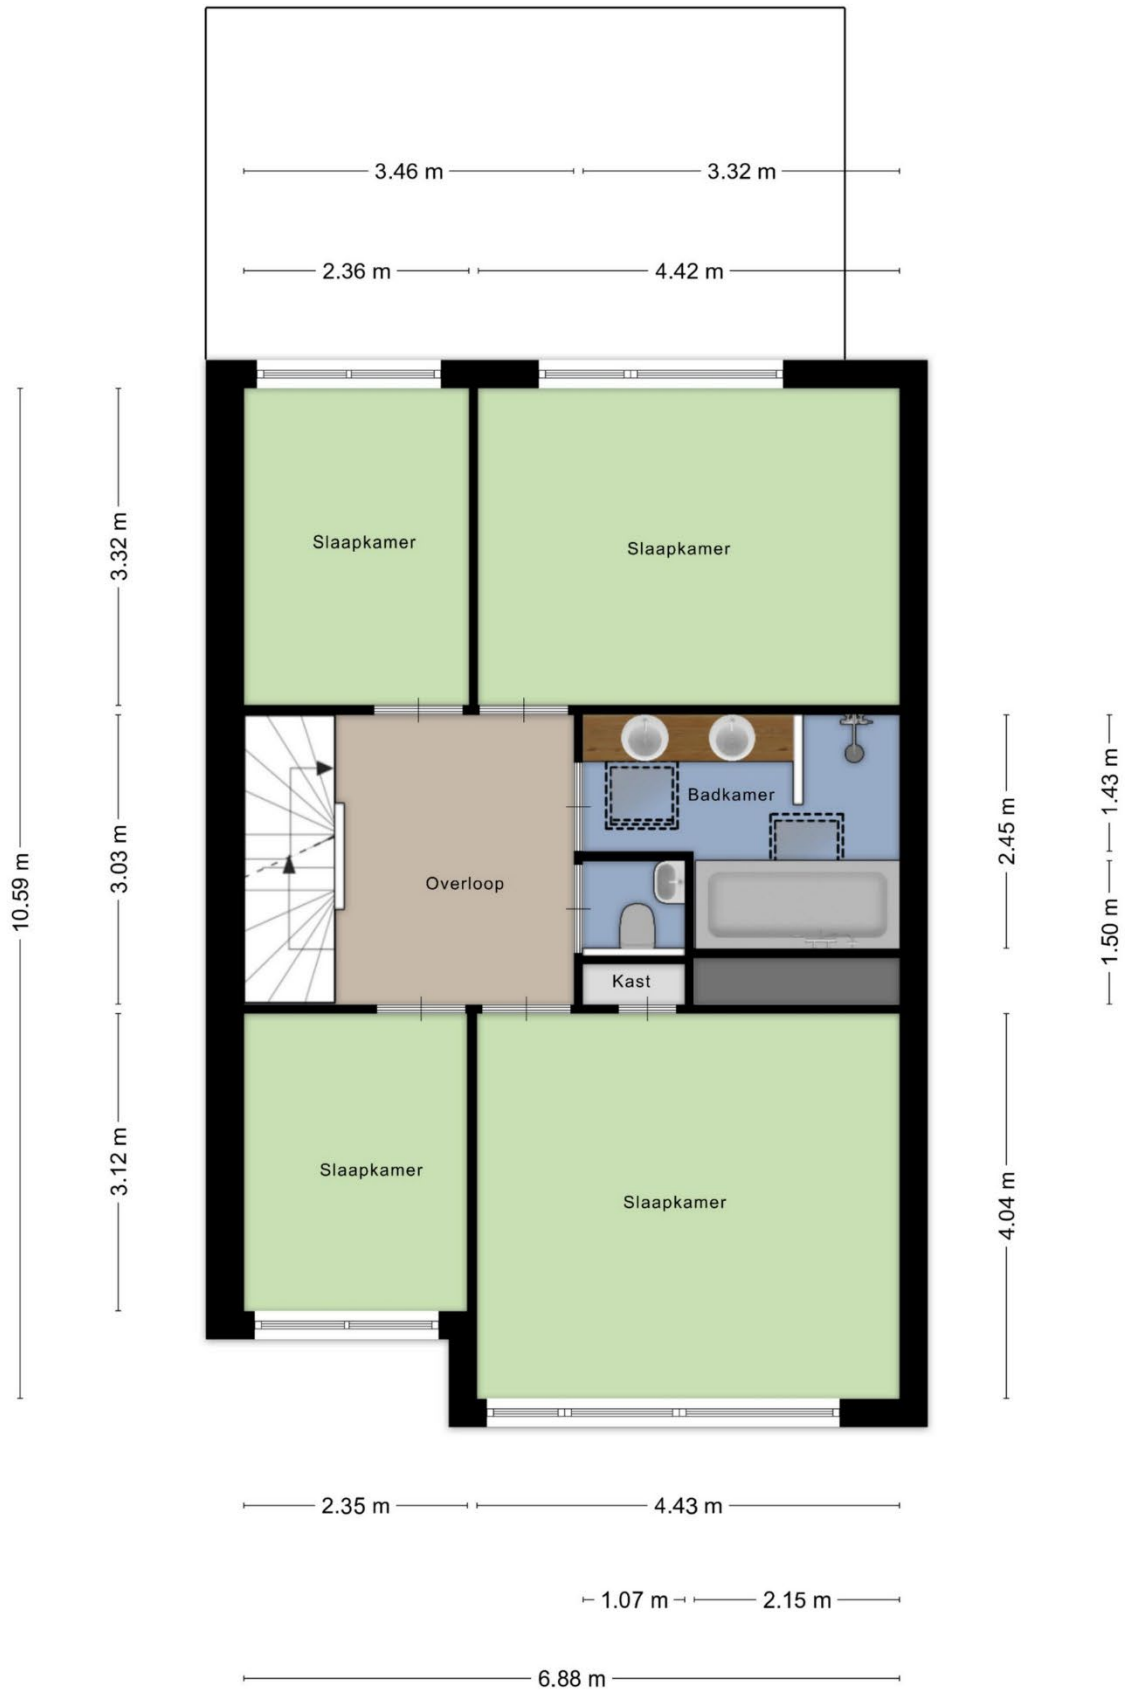 3.46 m
3.32 m
2.36 m
4.42 m
Slaapkamer
Slaapkamer
3.32 m
Badkamer
1.43 m
2.45 m
3.03 m
10.59 m
Overloop
1.50 m
Kast
3.12 m
Slaapkamer
Slaapkamer
4.04 m
2.35 m
4.43 m
1.07 m
2.15 m
6.88 m